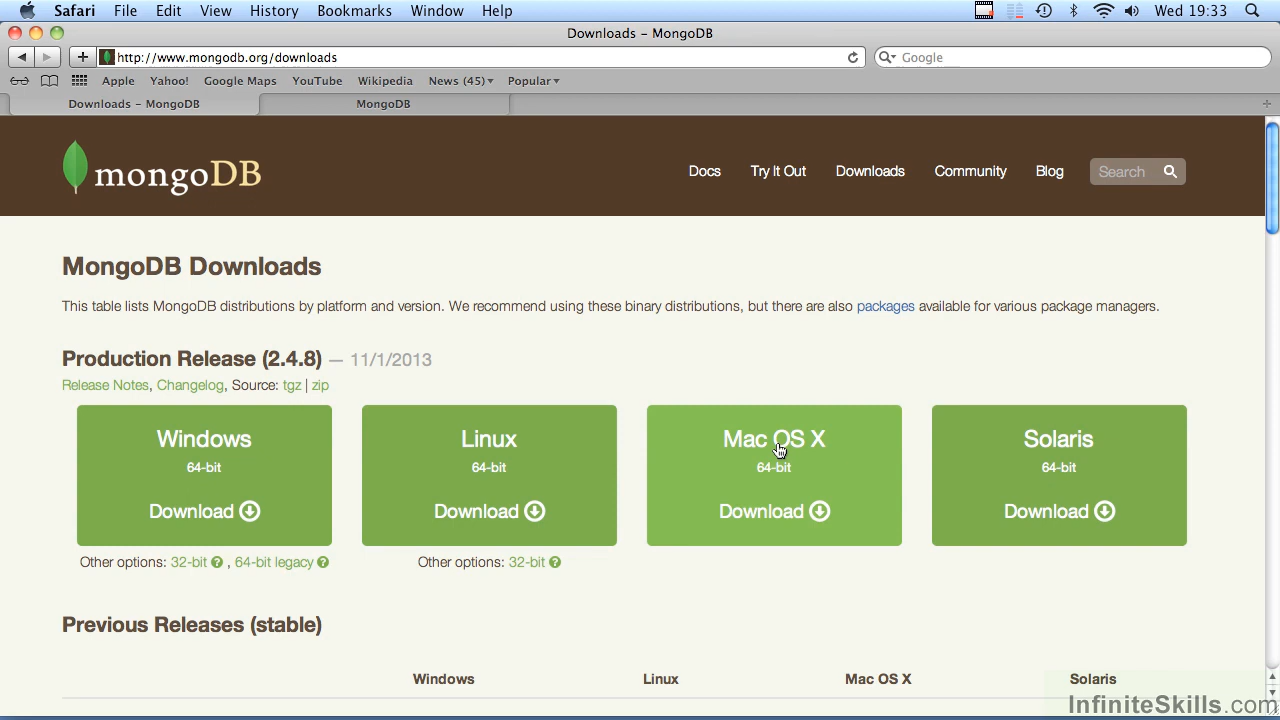 Safari File Edit View History Bookmarks Window Help Wed 19:33
Downloads – MongoDB
http://www.mongodb.org/downloads Google
Apple Yahoo! Google Maps YouTube Wikipedia News (45) Popular
Downloads – MongoDB MongoDB
mongoDB Docs Try It Out Downloads Community Blog Search
MongoDB Downloads
This table lists MongoDB distributions by platform and version. We recommend using these binary distributions, but there are also packages available for various package managers.
Production Release (2.4.8) — 11/1/2013
Release Notes, Changelog, Source: tgz | zip
Windows Linux Mac OS X Solaris
64-bit 64-bit 64-bit 64-bit
Download Download Download Download
Other options: 32-bit ? , 64-bit legacy ? Other options: 32-bit ?
Previous Releases (stable)
Windows Linux Mac OS X Solaris
InfiniteSkills.com